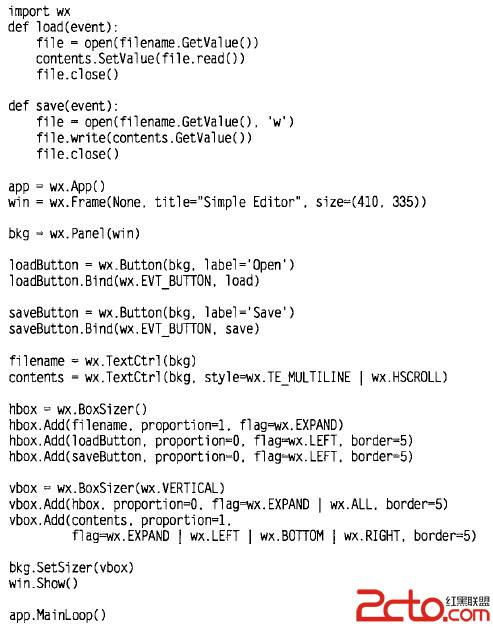 import wx
def load(event):
    file = open(filename.GetValue())
    contents.SetValue(file.read())
    file.close()

def save(event):
    file = open(filename.GetValue(), 'w')
    file.write(contents.GetValue())
    file.close()

app = wx.App()
win = wx.Frame(None, title="Simple Editor", size=(410, 335))

bkg = wx.Panel(win)

loadButton = wx.Button(bkg, label='Open')
loadButton.Bind(wx.EVT_BUTTON, load)

saveButton = wx.Button(bkg, label='Save')
saveButton.Bind(wx.EVT_BUTTON, save)

filename = wx.TextCtrl(bkg)
contents = wx.TextCtrl(bkg, style=wx.TE_MULTILINE | wx.HSCROLL)

hbox = wx.BoxSizer()
hbox.Add(filename, proportion=1, flag=wx.EXPAND)
hbox.Add(loadButton, proportion=0, flag=wx.LEFT, border=5)
hbox.Add(saveButton, proportion=0, flag=wx.LEFT, border=5)

vbox = wx.BoxSizer(wx.VERTICAL)
vbox.Add(hbox, proportion=0, flag=wx.EXPAND | wx.ALL, border=5)
vbox.Add(contents, proportion=1,
        flag=wx.EXPAND | wx.LEFT | wx.BOTTOM | wx.RIGHT, border=5)

bkg.SetSizer(vbox)
win.Show()

app.MainLoop()
2cto.com
红黑联盟